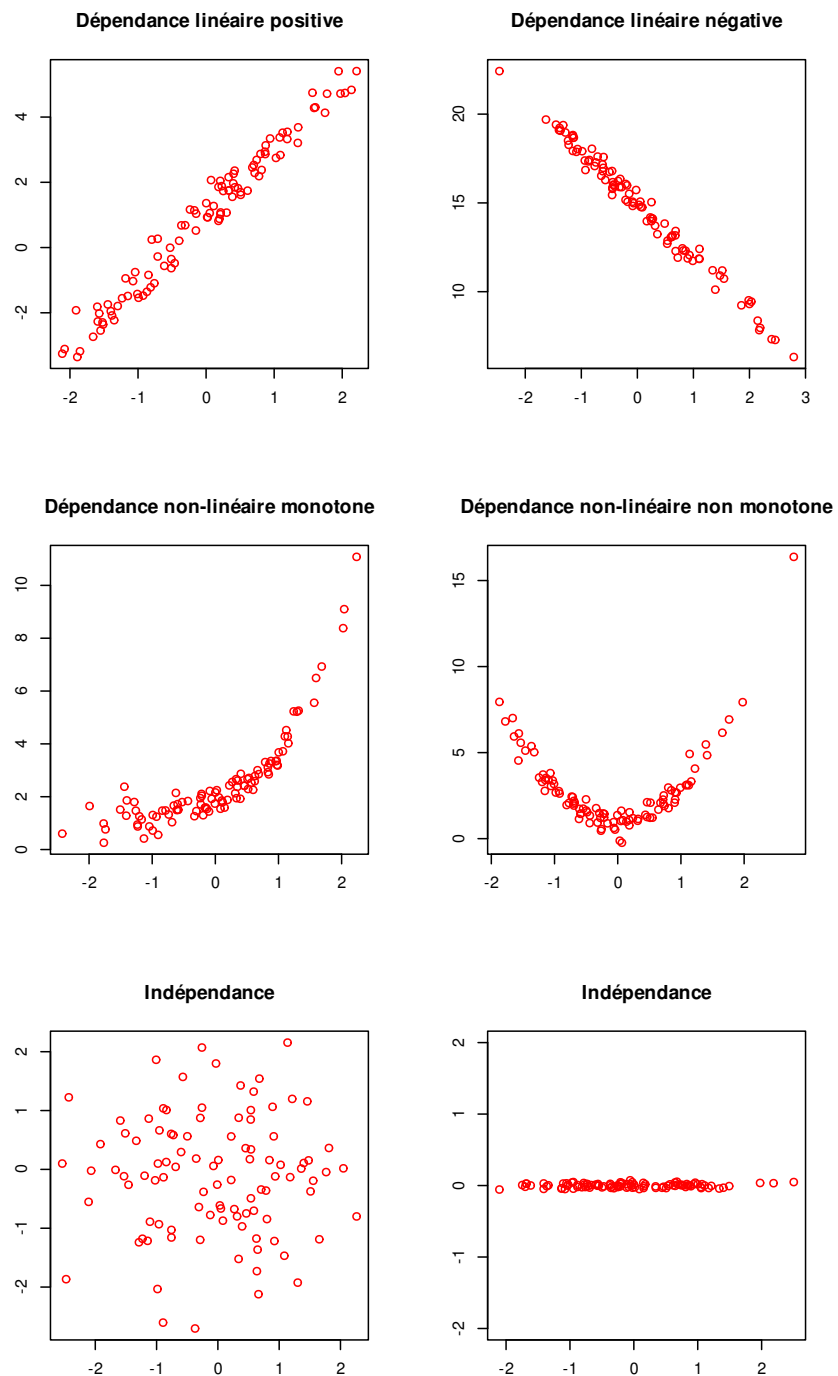 Dépendance linéaire positive
4
2
0
-2
-2 -1 0 1 2
Dépendance linéaire négative
20
15
10
-2 -1 0 1 2 3
Dépendance non-linéaire monotone
10
8
6
4
2
0
-2 -1 0 1 2
Dépendance non-linéaire non monotone
15
10
5
0
-2 -1 0 1 2
Indépendance
2
1
0
-1
-2
-2 -1 0 1 2
Indépendance
2
1
0
-1
-2
-2 -1 0 1 2